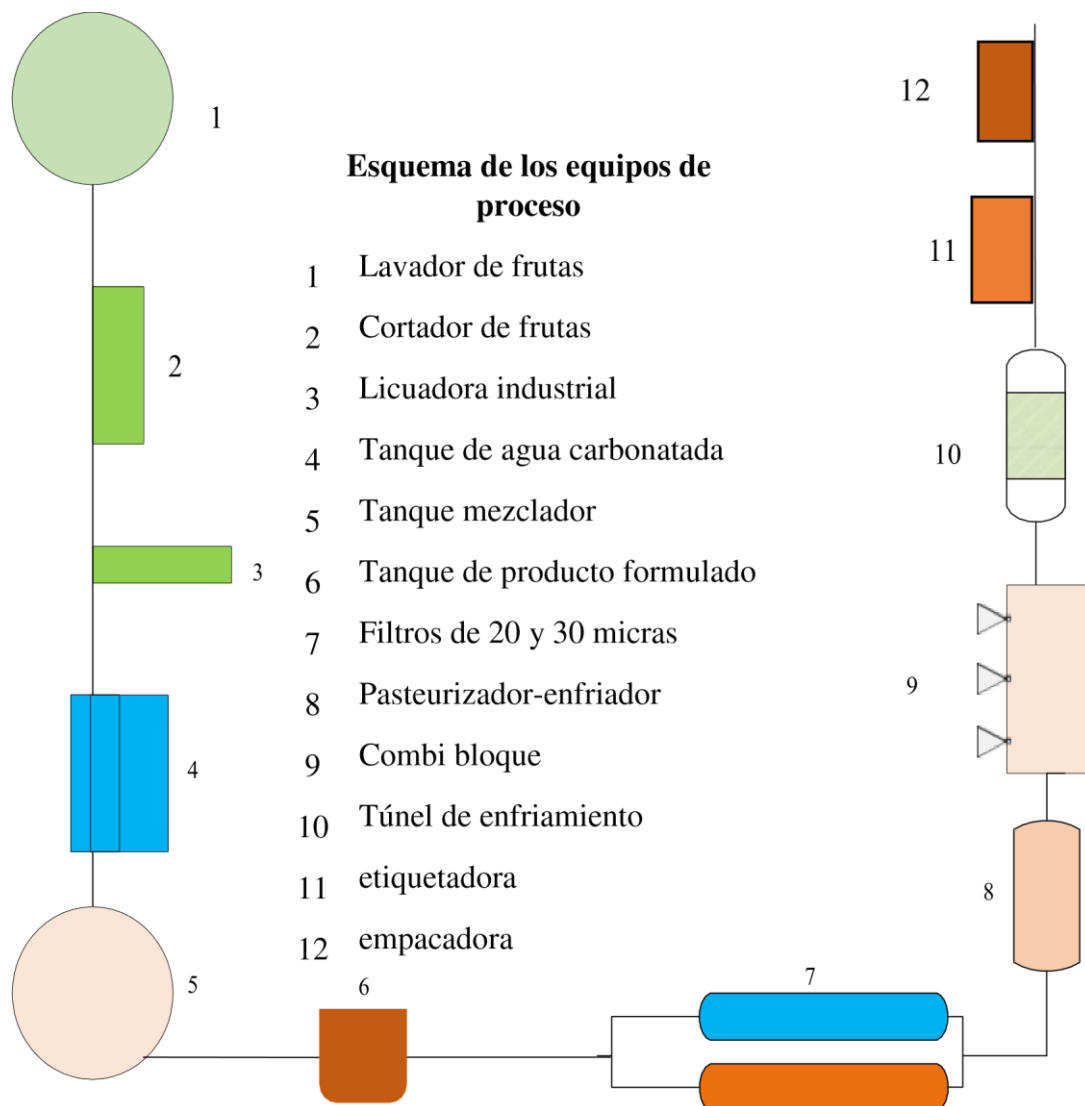 1
12
Esquema de los equipos de
proceso
11
1 Lavador de frutas
2 Cortador de frutas
2
3 Licuadora industrial
4 Tanque de agua carbonatada
10
5 Tanque mezclador
3
6 Tanque de producto formulado
7 Filtros de 20 y 30 micras
8 Pasteurizador-enfriador
9
9 Combi bloque
4
10 Túnel de enfriamiento
11 etiquetadora
8
12 empacadora
5
6
7